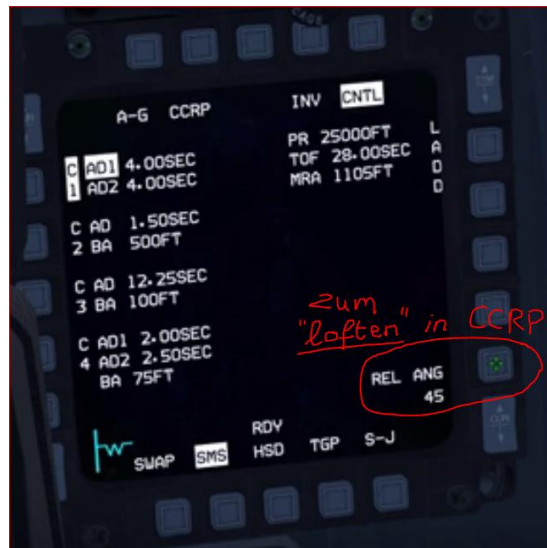 A-G CCRP INV CNTL
C AD1 4.00SEC
1 AD2 4.00SEC
PR 25000FT
TOF 28.00SEC
MRA 1105FT
L
A
D
D
C AD 1.50SEC
2 BA 500FT
C AD 12.25SEC
3 BA 100FT
C AD1 2.00SEC
4 AD2 2.50SEC
BA 75FT
zum
"loften" in CCRP
REL ANG
45
RDY
SWAP SMS HSD TGP S-J